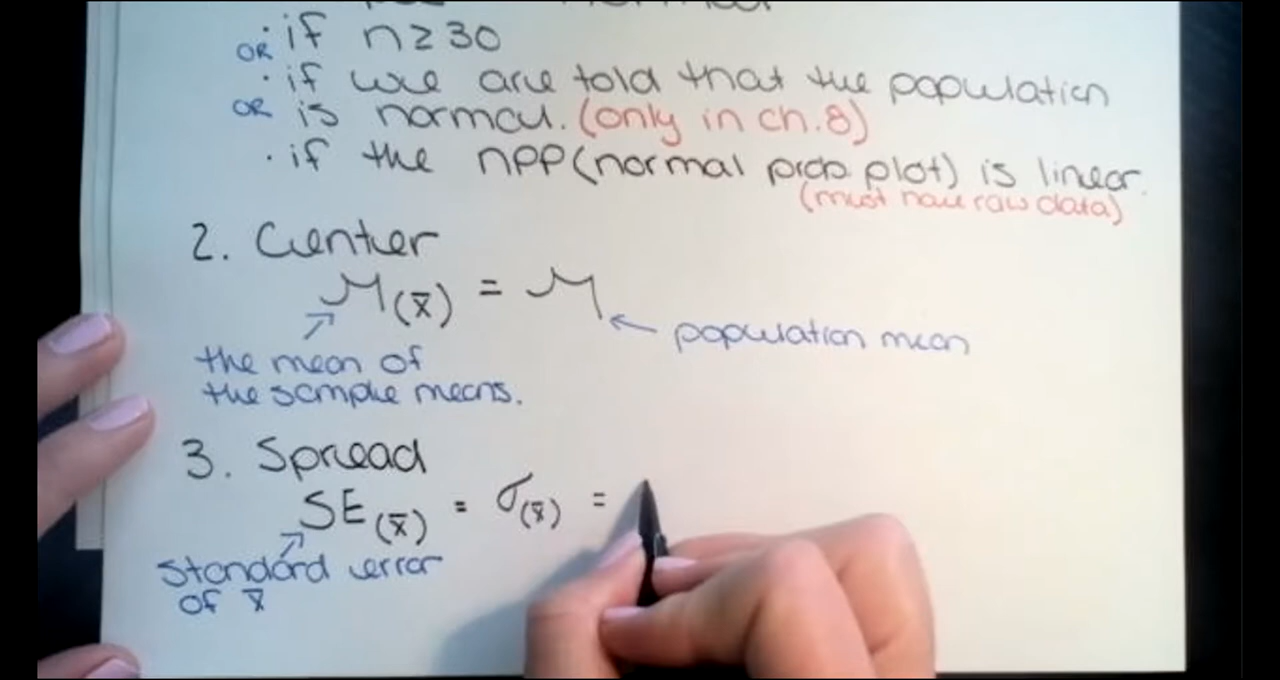 OR · if n ≥ 30
· if we are told that the population
OR is normal. (only in ch.8)
· if the NPP (normal prob. plot) is linear.
(must have raw data)
2. Center
μ(x̄) = μ
population mean
the mean of
the sample means.
3. Spread
SE(x̄) = σ(x̄) =
standard error
of x̄